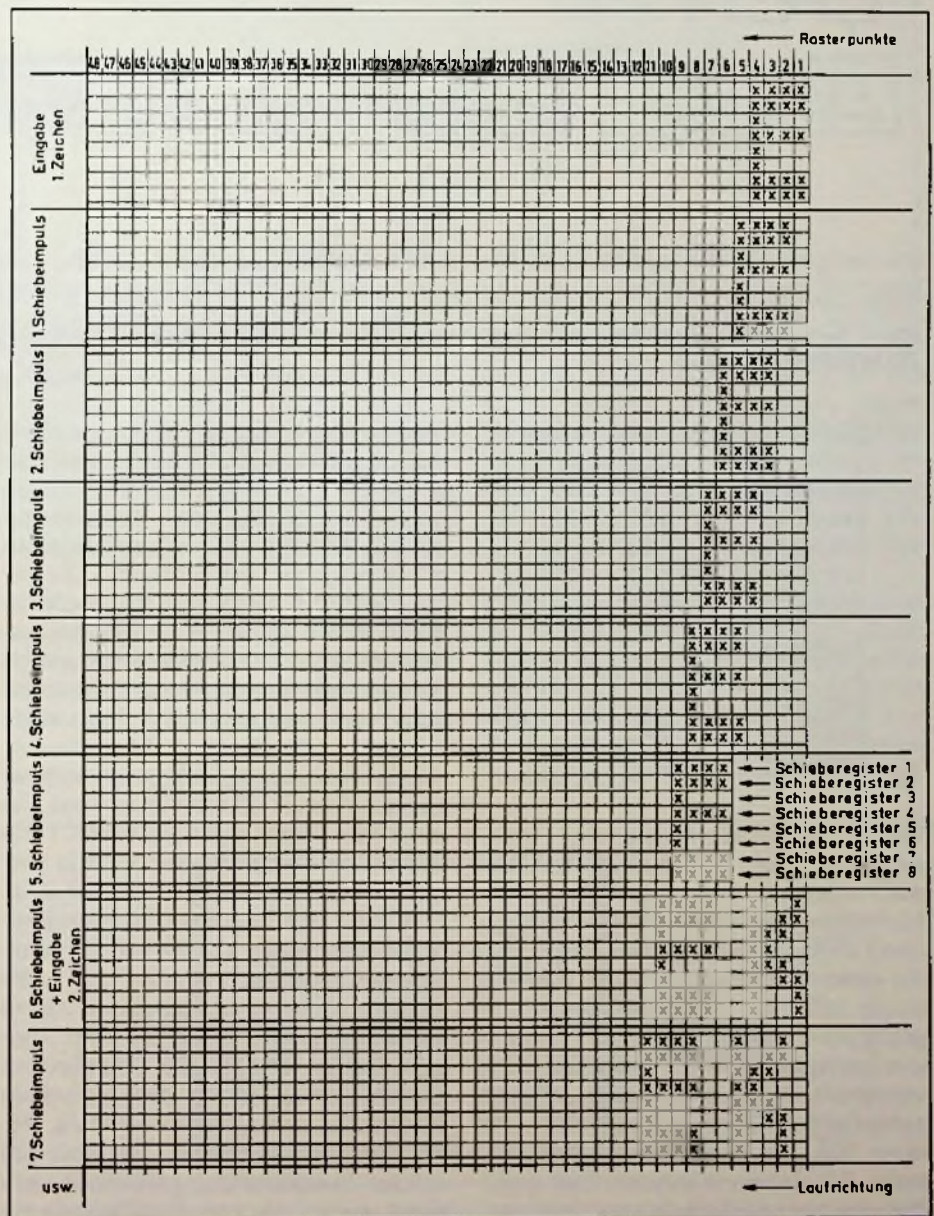 Rasterpunkte
48 47 46 45 44 43 42 41 40 39 38 37 36 35 34 33 32 31 30 29 28 27 26 25 24 23 22 21 20 19 18 17 16 15 14 13 12 11 10 9 8 7 6 5 4 3 2 1
Eingabe
1. Zeichen
x x x x
x x x x
x
x x x x
x
x
x x x x
x x x x
1. Schiebeimpuls
x x x x
x x x x
x
x x x x
x
x
x x x x
x x x x
2. Schiebeimpuls
x x x x
x x x x
x
x x x x
x
x
x x x x
x x x x
3. Schiebeimpuls
x x x x
x x x x
x
x x x x
x
x
x x x x
x x x x
4. Schiebeimpuls
x x x x
x x x x
x
x x x x
x
x
x x x x
x x x x
5. Schiebeimpuls
x x x x Schieberegister 1
x x x x Schieberegister 2
x Schieberegister 3
x x x x Schieberegister 4
x Schieberegister 5
x Schieberegister 6
x x x x Schieberegister 7
x x x x Schieberegister 8
6. Schiebeimpuls
+ Eingabe
2. Zeichen
x x x x x x
x x x x x x x
x x x x
x x x x x x
x x x x
x x x x
x x x x x x
x x x x x x
7. Schiebeimpuls
x x x x x x
x x x x x x x
x x x
x x x x x x
x x x x
x x x x
x x x x x x
x x x x x x
usw.
Laufrichtung